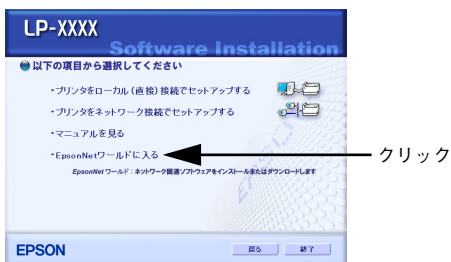 LP-XXXX
Software Installation
以下の項目から選択してください
・プリンタをローカル（直接）接続でセットアップする
・プリンタをネットワーク接続でセットアップする
・マニュアルを見る
・EpsonNetワールドに入る
クリック
EpsonNet ワールド：ネットワーク関連ソフトウェアをインストールまたはダウンロードします
EPSON
EPSON
戻る
終了